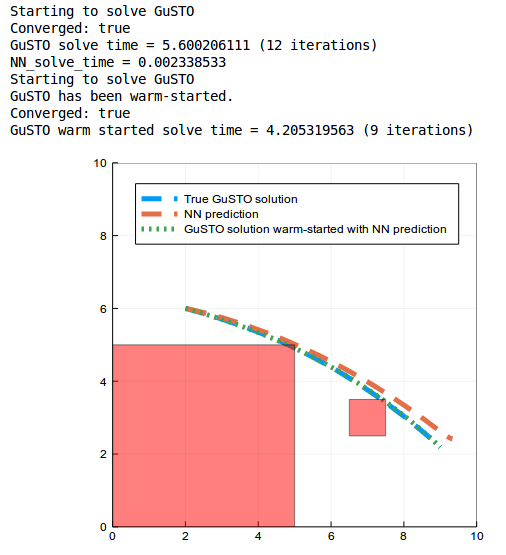 Starting to solve GuSTO
Converged: true
GuSTO solve time = 5.600206111 (12 iterations)
NN_solve_time = 0.002338533
Starting to solve GuSTO
GuSTO has been warm-started.
Converged: true
GuSTO warm started solve time = 4.205319563 (9 iterations)
10
True GuSTO solution
NN prediction
GuSTO solution warm-started with NN prediction
8
6
4
2
0
0 2 4 6 8 10